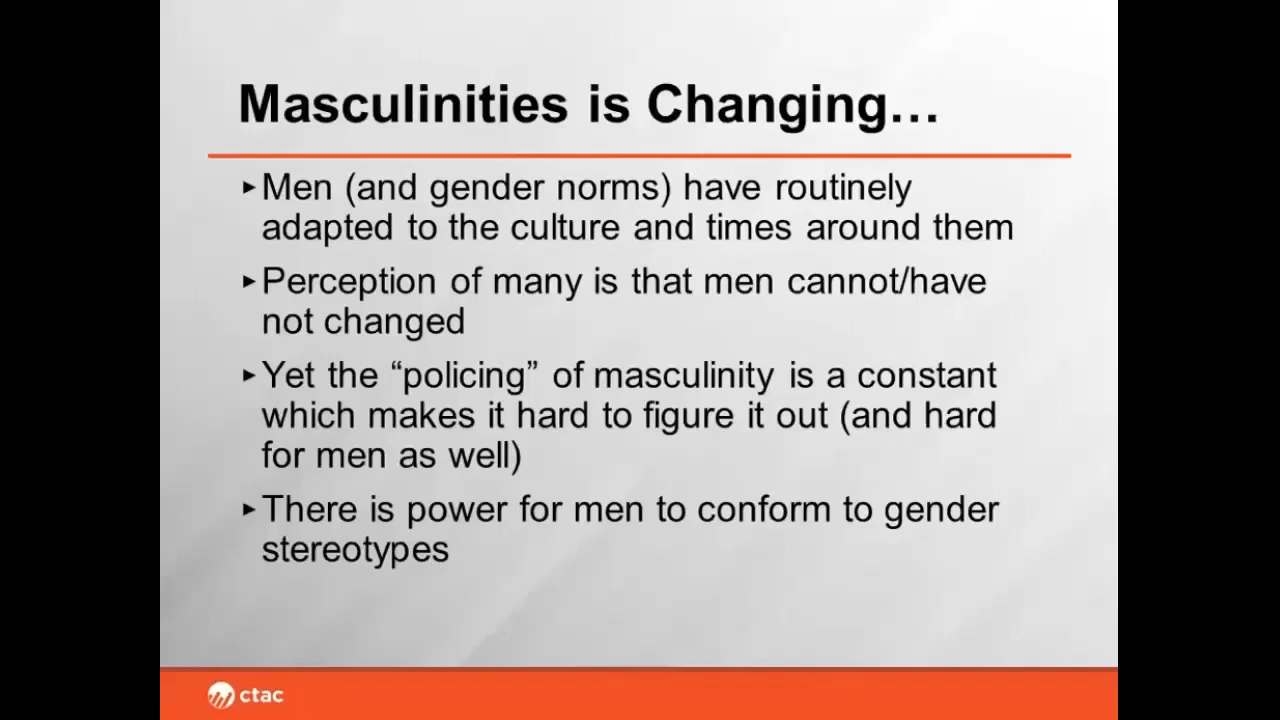 Masculinities is Changing…
▸Men (and gender norms) have routinely
adapted to the culture and times around them
▸Perception of many is that men cannot/have
not changed
▸Yet the “policing” of masculinity is a constant
which makes it hard to figure it out (and hard
for men as well)
▸There is power for men to conform to gender
stereotypes
ctac